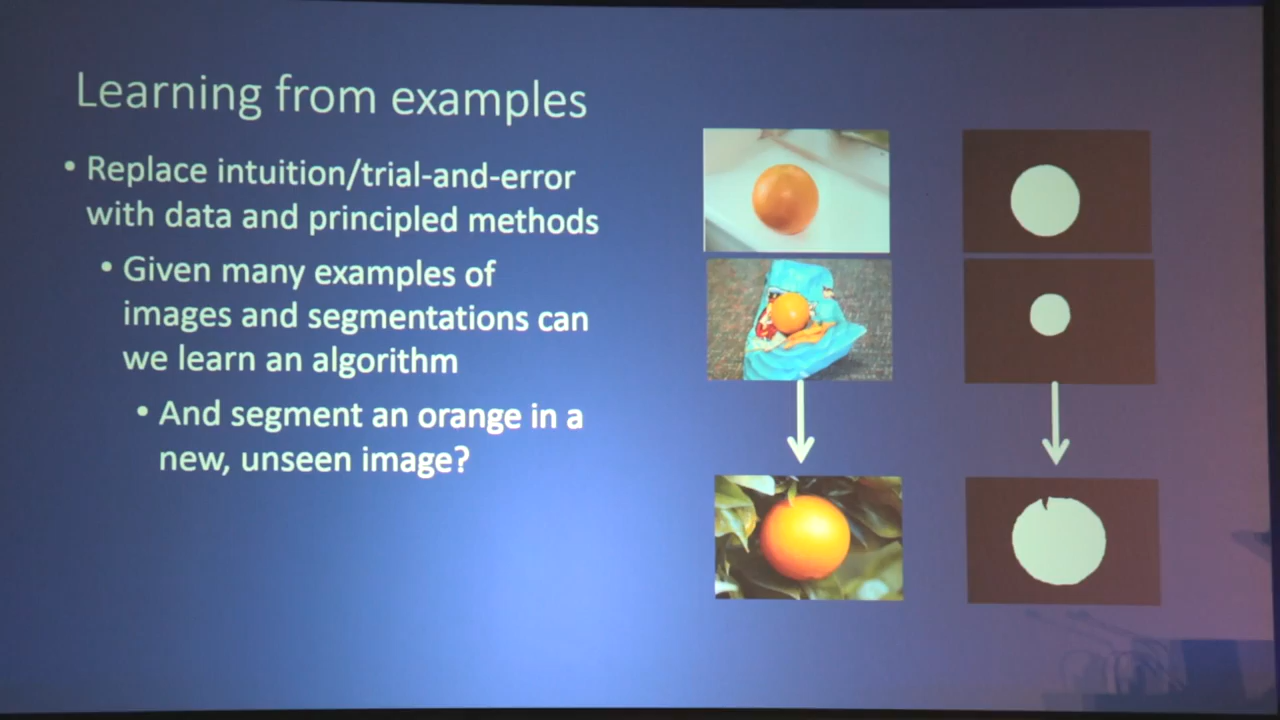 Learning from examples
• Replace intuition/trial-and-error
with data and principled methods
• Given many examples of
images and segmentations can
we learn an algorithm
• And segment an orange in a
new, unseen image?